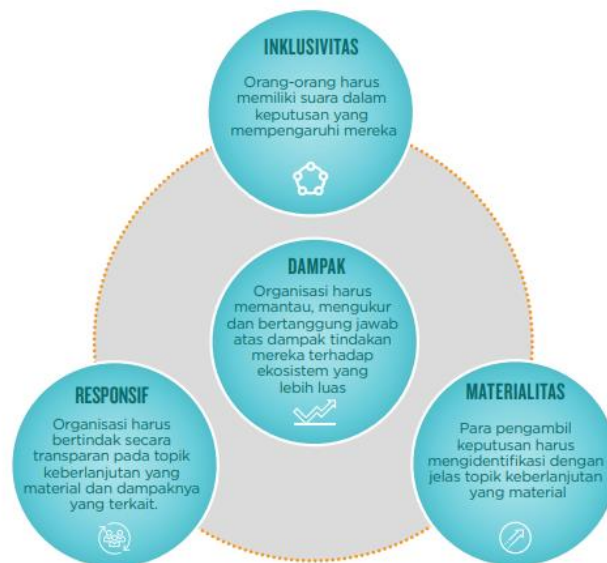 INKLUSIVITAS
Orang-orang harus
memiliki suara dalam
keputusan yang
mempengaruhi mereka
DAMPAK
Organisasi harus
memantau, mengukur
dan bertanggung jawab
atas dampak tindakan
mereka terhadap
ekosistem yang
lebih luas
RESPONSIF
Organisasi harus
bertindak secara
transparan pada topik
keberlanjutan yang
material dan dampaknya
yang terkait.
MATERIALITAS
Para pengambil
keputusan harus
mengidentifikasi dengan
jelas topik keberlanjutan
yang material